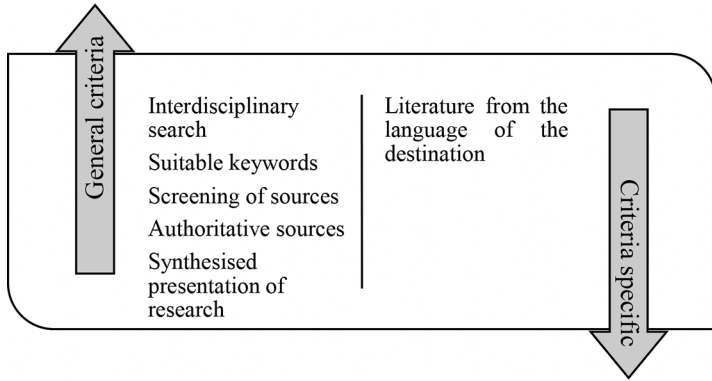 General criteria
Interdisciplinary
search
Suitable keywords
Screening of sources
Authoritative sources
Synthesised
presentation of
research
Literature from the
language of the
destination
Criteria specific